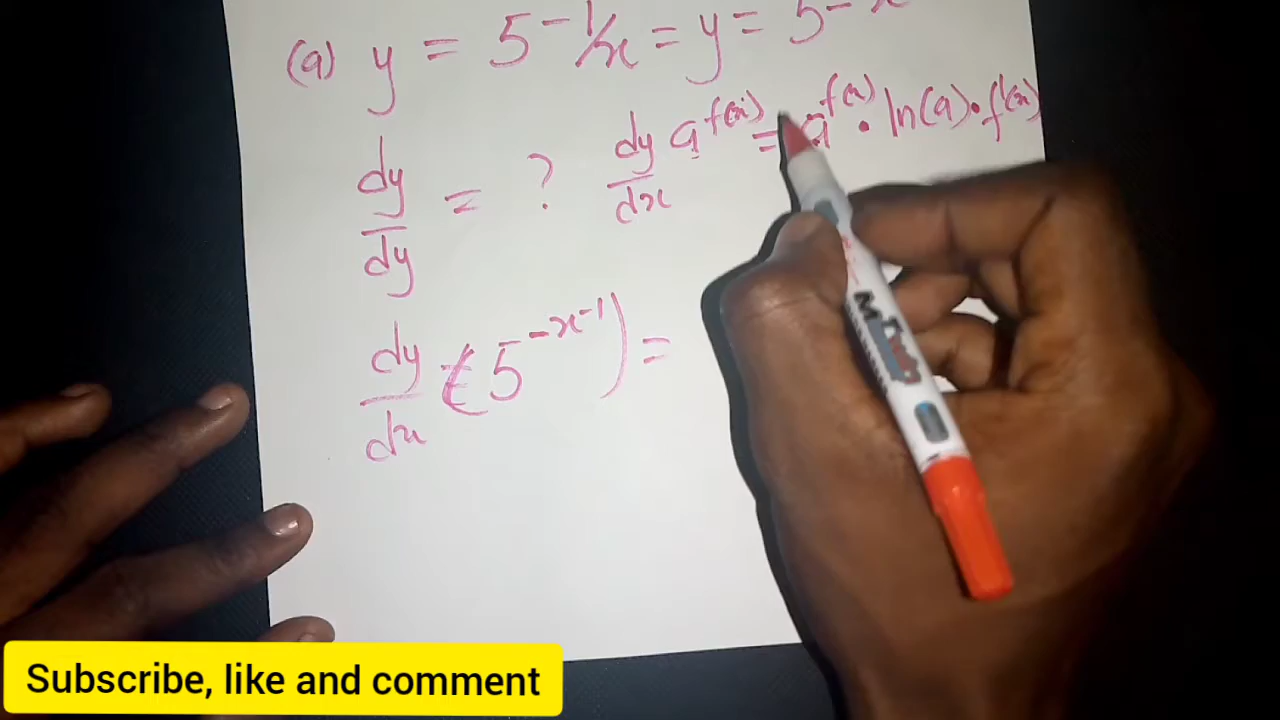 (a) y = 5^{-1/x} = y = 5^{-x}
dy/dy = ? dy/dx a^{f(x)} = a^{f(x)} · ln(a) · f'(x)
dy/dx (5^{-x^{-1}}) =
Subscribe, like and comment